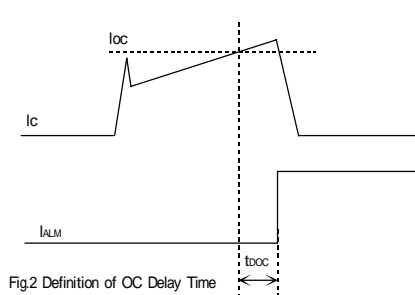 Ioc
Ic
IALM
tDOC
Fig.2 Definition of OC Delay Time